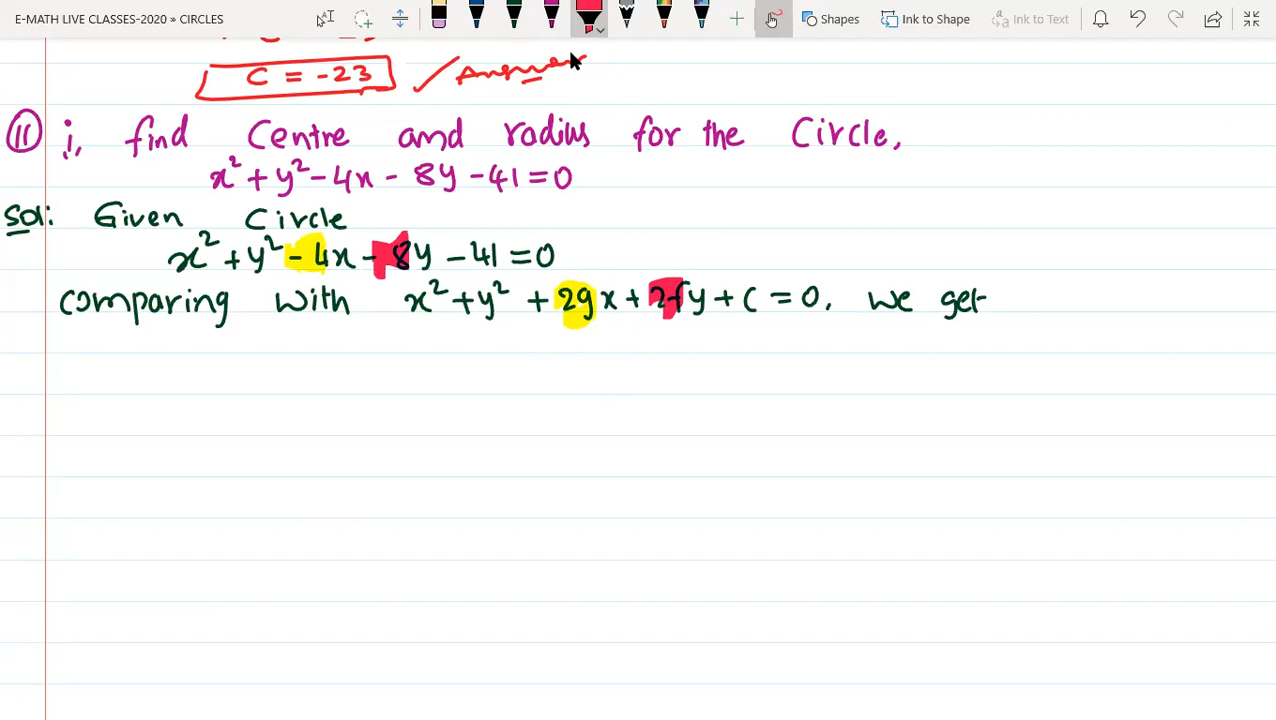 E-MATH LIVE CLASSES-2020 » CIRCLES
Shapes
Ink to Shape
Ink to Text
C = -23 Answer
11 i, find Centre and radius for the Circle,
x² + y² - 4x - 8y - 41 = 0
Sol: Given Circle
x² + y² - 4x - 8y - 41 = 0
Comparing with x² + y² + 2gx + 2fy + C = 0. we get